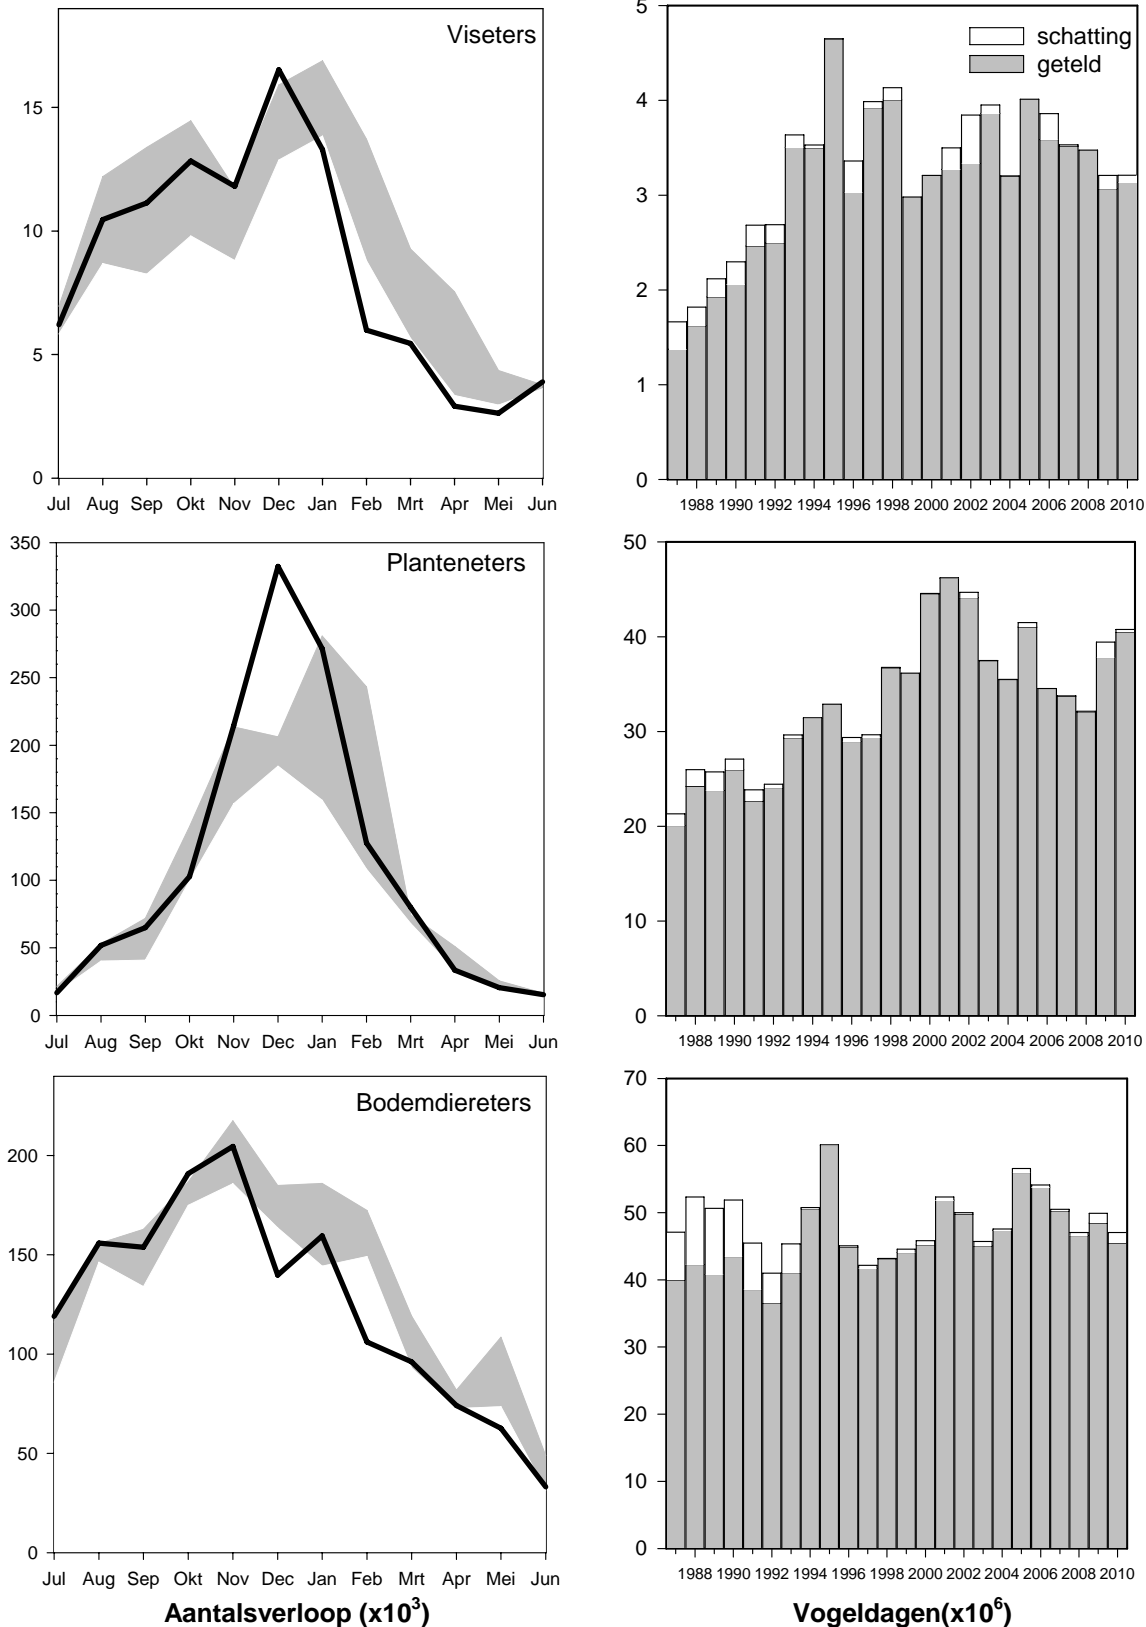 Viseters
15
10
5
0
Jul Aug Sep Okt Nov Dec Jan Feb Mrt Apr Mei Jun
5
4
3
2
1
0
schatting
geteld
1988 1990 1992 1994 1996 1998 2000 2002 2004 2006 2008 2010
Planteneters
350
300
250
200
150
100
50
0
Jul Aug Sep Okt Nov Dec Jan Feb Mrt Apr Mei Jun
50
40
30
20
10
0
1988 1990 1992 1994 1996 1998 2000 2002 2004 2006 2008 2010
Bodemdiereters
200
150
100
50
0
Jul Aug Sep Okt Nov Dec Jan Feb Mrt Apr Mei Jun
Aantalsverloop (x10³)
70
60
50
40
30
20
10
0
1988 1990 1992 1994 1996 1998 2000 2002 2004 2006 2008 2010
Vogeldagen(x10⁶)